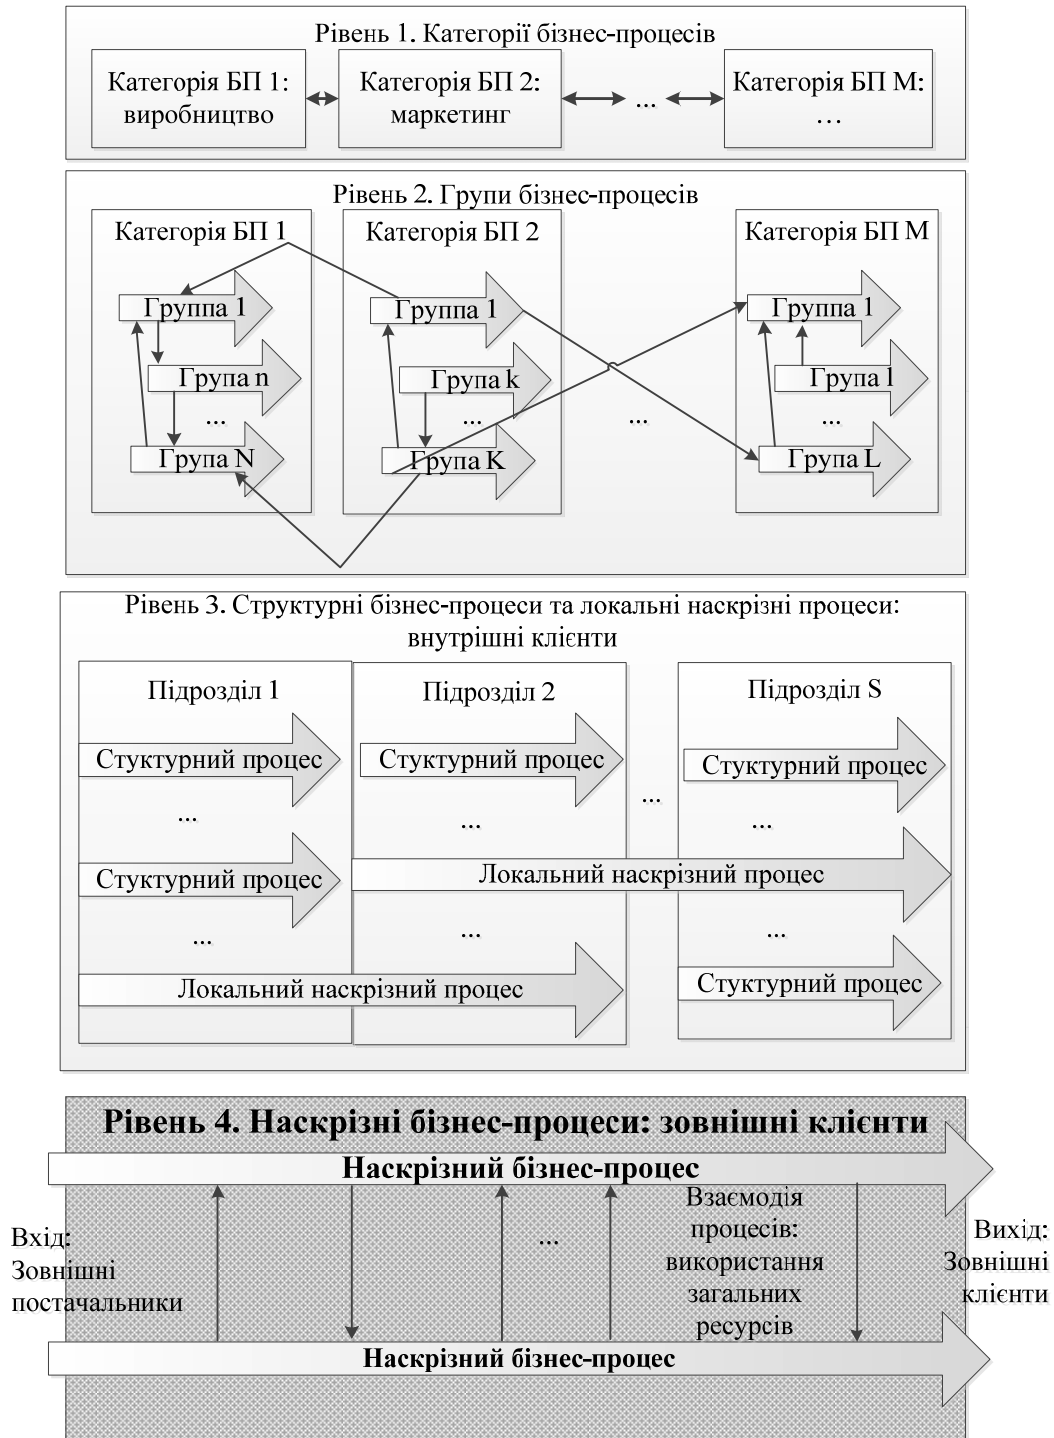 Рівень 1. Категорії бізнес-процесів
Категорія БП 1:
виробництво
Категорія БП 2:
маркетинг
...
Категорія БП М:
...
Рівень 2. Групи бізнес-процесів
Категорія БП 1
Категорія БП 2
Категорія БП М
Группа 1
Группа 1
Группа 1
Група n
Група k
Група l
...
...
...
...
Група N
Група K
Група L
Рівень 3. Структурні бізнес-процеси та локальні наскрізні процеси:
внутрішні клієнти
Підрозділ 1
Підрозділ 2
Підрозділ S
Стуктурний процес
Стуктурний процес
Стуктурний процес
...
...
...
...
Стуктурний процес
Локальний наскрізний процес
...
...
...
Локальний наскрізний процес
Стуктурний процес
Рівень 4. Наскрізні бізнес-процеси: зовнішні клієнти
Наскрізний бізнес-процес
Вхід:
Зовнішні
постачальники
...
Взаємодія
процесів:
використання
загальних
ресурсів
Вихід:
Зовнішні
клієнти
Наскрізний бізнес-процес